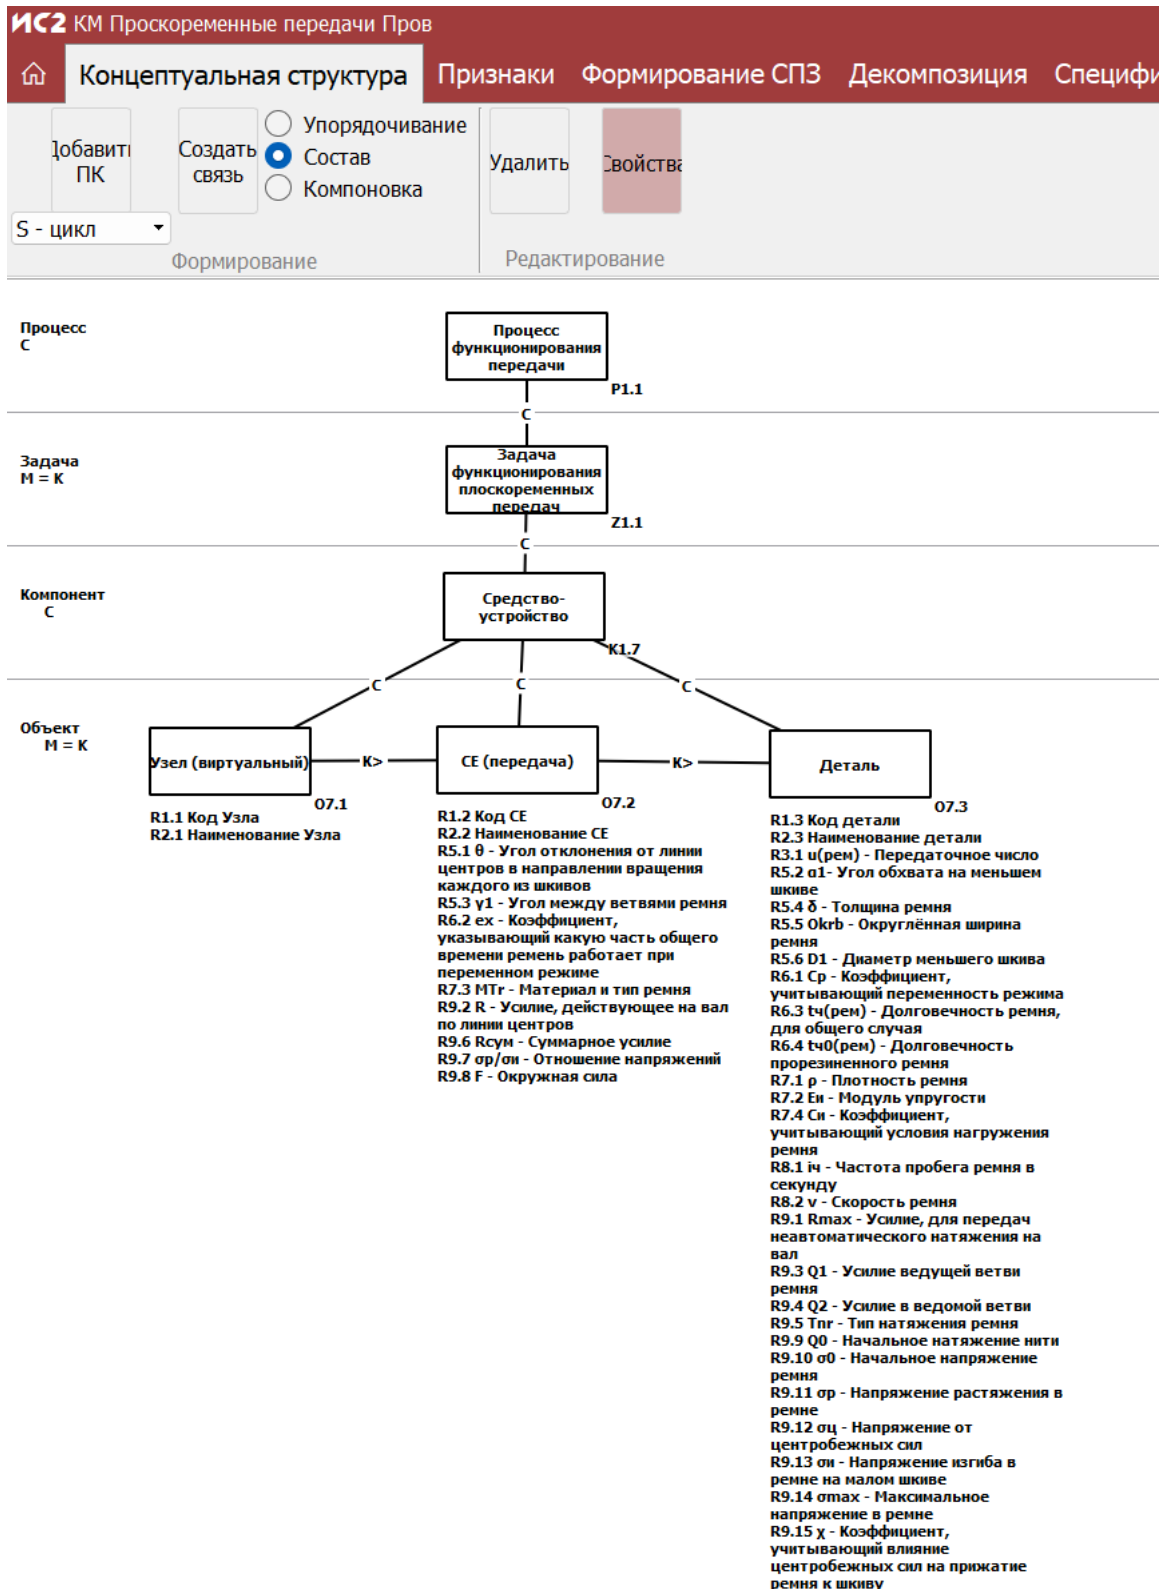 ИС2 КМ Проскоременные передачи Пров
Концептуальная структура Признаки Формирование СПЗ Декомпозиция Специфи
Добавить
ПК
Создать
связь
Упорядочивание
Состав
Компоновка
Удалить
Свойства
S - цикл
Формирование
Редактирование
Процесс
С
Процесс
функционирования
передачи
P1.1
С
Задача
М = К
Задача
функционирования
плоскоременных
передач
Z1.1
С
Компонент
С
Средство-
устройство
К1.7
С С С
Объект
М = К
Узел (виртуальный)
О7.1
К>
СЕ (передача)
О7.2
К>
Деталь
О7.3
R1.1 Код Узла
R2.1 Наименование Узла
R1.2 Код СЕ
R2.2 Наименование СЕ
R5.1 θ - Угол отклонения от линии
центров в направлении вращения
каждого из шкивов
R5.3 γ1 - Угол между ветвями ремня
R6.2 ex - Коэффициент,
указывающий какую часть общего
времени ремень работает при
переменном режиме
R7.3 MTr - Материал и тип ремня
R9.2 R - Усилие, действующее на вал
по линии центров
R9.6 Rсум - Суммарное усилие
R9.7 σр/σи - Отношение напряжений
R9.8 F - Окружная сила
R1.3 Код детали
R2.3 Наименование детали
R3.1 u(рем) - Передаточное число
R5.2 α1- Угол обхвата на меньшем
шкиве
R5.4 δ - Толщина ремня
R5.5 Okrb - Округлённая ширина
ремня
R5.6 D1 - Диаметр меньшего шкива
R6.1 Ср - Коэффициент,
учитывающий переменность режима
R6.3 tч(рем) - Долговечность ремня,
для общего случая
R6.4 tч0(рем) - Долговечность
прорезиненного ремня
R7.1 ρ - Плотность ремня
R7.2 Еи - Модуль упругости
R7.4 Си - Коэффициент,
учитывающий условия нагружения
ремня
R8.1 iч - Частота пробега ремня в
секунду
R8.2 v - Скорость ремня
R9.1 Rmax - Усилие, для передач
неавтоматического натяжения на
вал
R9.3 Q1 - Усилие ведущей ветви
ремня
R9.4 Q2 - Усилие в ведомой ветви
R9.5 Tnr - Тип натяжения ремня
R9.9 Q0 - Начальное натяжение нити
R9.10 σ0 - Начальное напряжение
ремня
R9.11 σр - Напряжение растяжения в
ремне
R9.12 σц - Напряжение от
центробежных сил
R9.13 σи - Напряжение изгиба в
ремне на малом шкиве
R9.14 σmax - Максимальное
напряжение в ремне
R9.15 χ - Коэффициент,
учитывающий влияние
центробежных сил на прижатие
ремня к шкиву